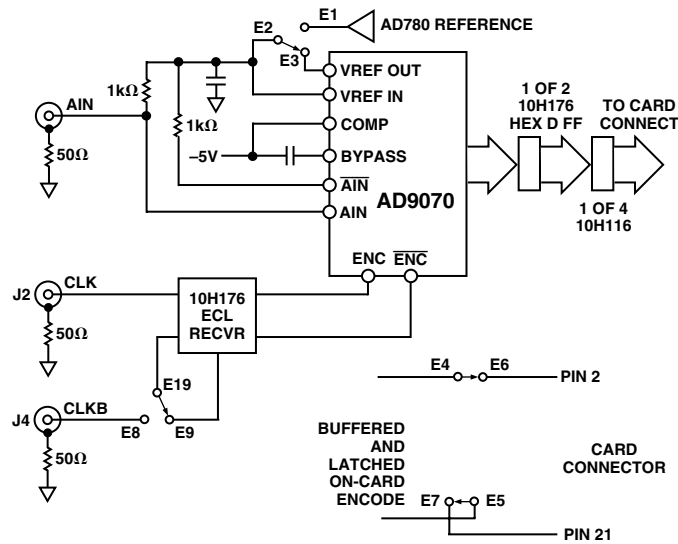 E1
AD780 REFERENCE
E2
E3
VREF OUT
VREF IN
COMP
BYPASS
AIN
AIN
AD9070
ENC
ENC
1kΩ
1kΩ
AIN
50Ω
–5V
1 OF 2
10H176
HEX D FF
TO CARD
CONNECT
1 OF 4
10H116
J2
CLK
50Ω
10H176
ECL
RECVR
E19
J4
CLKB
E8
E9
50Ω
E4
E6
PIN 2
BUFFERED
AND
LATCHED
ON-CARD
ENCODE
CARD
CONNECTOR
E7
E5
PIN 21